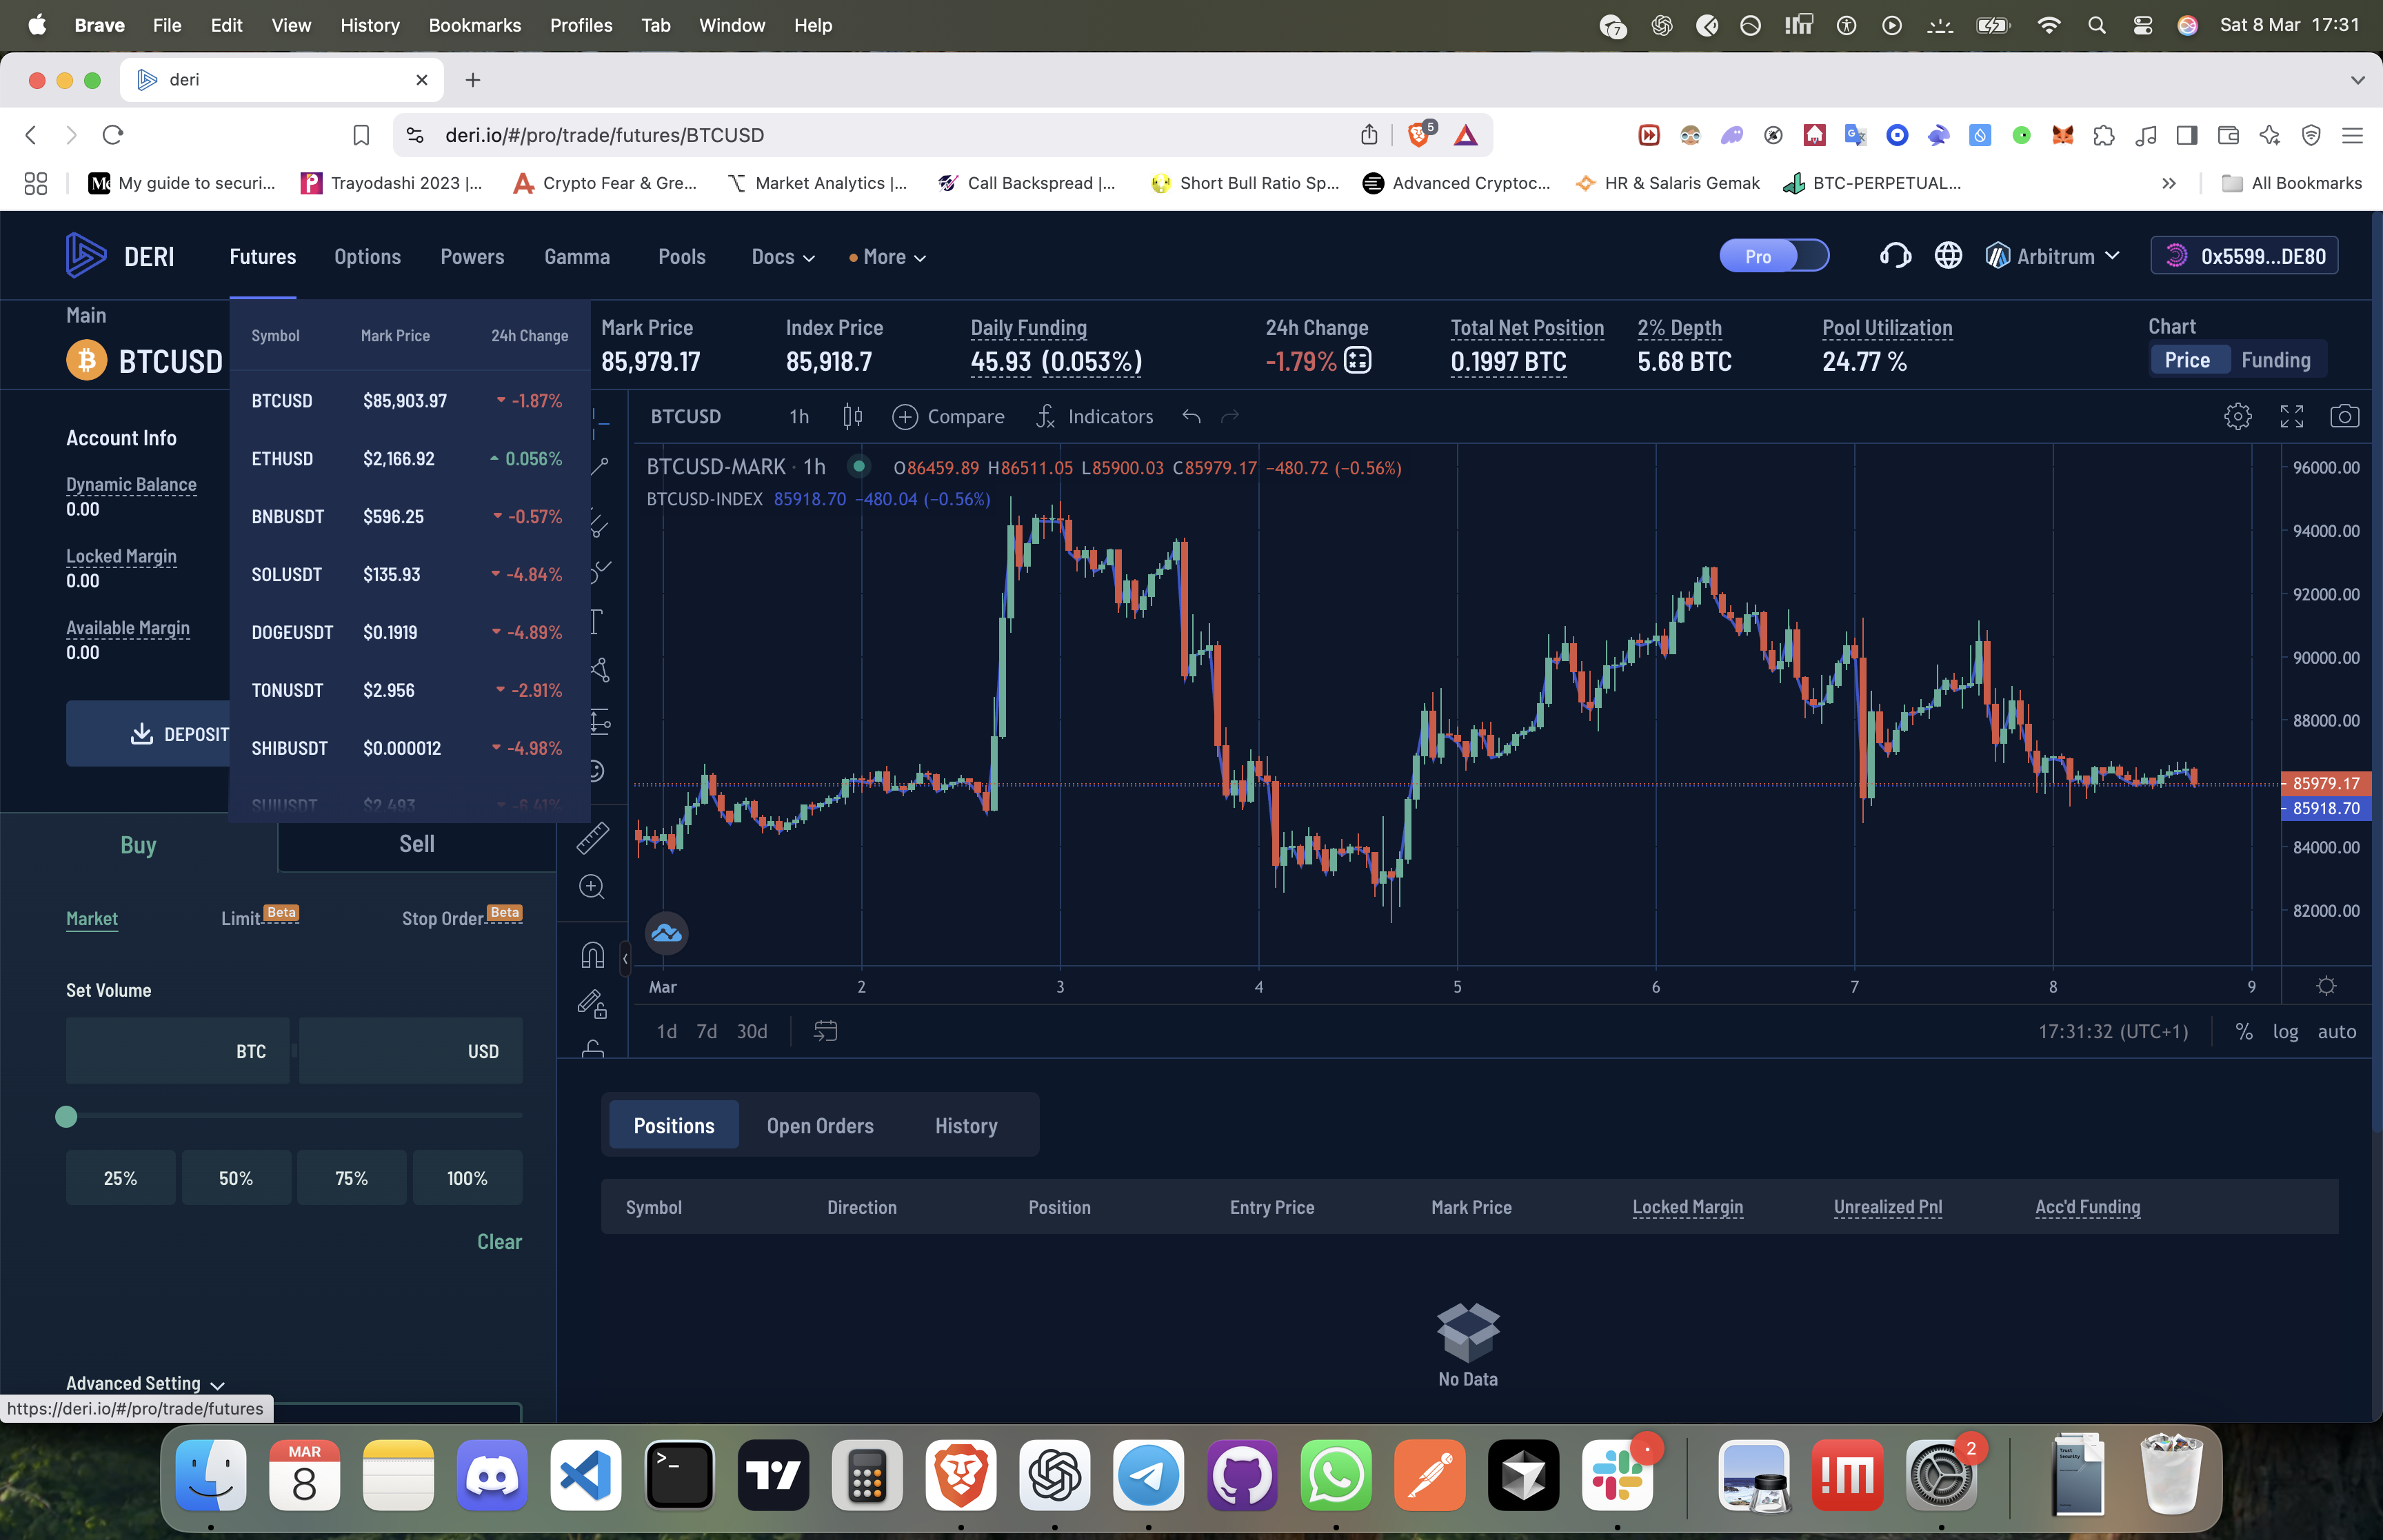 Brave File Edit View History Bookmarks Profiles Tab Window Help
7
Sat 8 Mar 17:31
deri
deri.io/#/pro/trade/futures/BTCUSD
5
My guide to securi...
Trayodashi 2023 |...
Crypto Fear & Gre...
Market Analytics |...
Call Backspread |...
Short Bull Ratio Sp...
Advanced Cryptoc...
HR & Salaris Gemak
BTC-PERPETUAL...
All Bookmarks
DERI
Futures
Options
Powers
Gamma
Pools
Docs
More
Pro
Arbitrum
0x5599...DE80
Main
BTCUSD
Symbol Mark Price 24h Change
BTCUSD $85,903.97 -1.87%
ETHUSD $2,166.92 0.056%
BNBUSDT $596.25 -0.57%
SOLUSDT $135.93 -4.84%
DOGEUSDT $0.1919 -4.89%
TONUSDT $2.956 -2.91%
SHIBUSDT $0.000012 -4.98%
SUIUSDT $2.493 -6.41%
Mark Price
85,979.17
Index Price
85,918.7
Daily Funding
45.93 (0.053%)
24h Change
-1.79%
Total Net Position
0.1997 BTC
2% Depth
5.68 BTC
Pool Utilization
24.77 %
Chart
Price
Funding
Account Info
Dynamic Balance
0.00
Locked Margin
0.00
Available Margin
0.00
DEPOSIT
BTCUSD 1h Compare Indicators
BTCUSD-MARK · 1h O86459.89 H86511.05 L85900.03 C85979.17 −480.72 (−0.56%)
BTCUSD-INDEX 85918.70 −480.04 (−0.56%)
96000.00
94000.00
92000.00
90000.00
88000.00
85979.17
85918.70
84000.00
82000.00
Mar 2 3 4 5 6 7 8 9
1d 7d 30d
17:31:32 (UTC+1) % log auto
Buy
Sell
Market
Limit Beta
Stop Order Beta
Set Volume
BTC
USD
25%
50%
75%
100%
Clear
Advanced Setting
https://deri.io/#/pro/trade/futures
Positions
Open Orders
History
Symbol Direction Position Entry Price Mark Price Locked Margin Unrealized Pnl Acc'd Funding
No Data
MAR
8
2